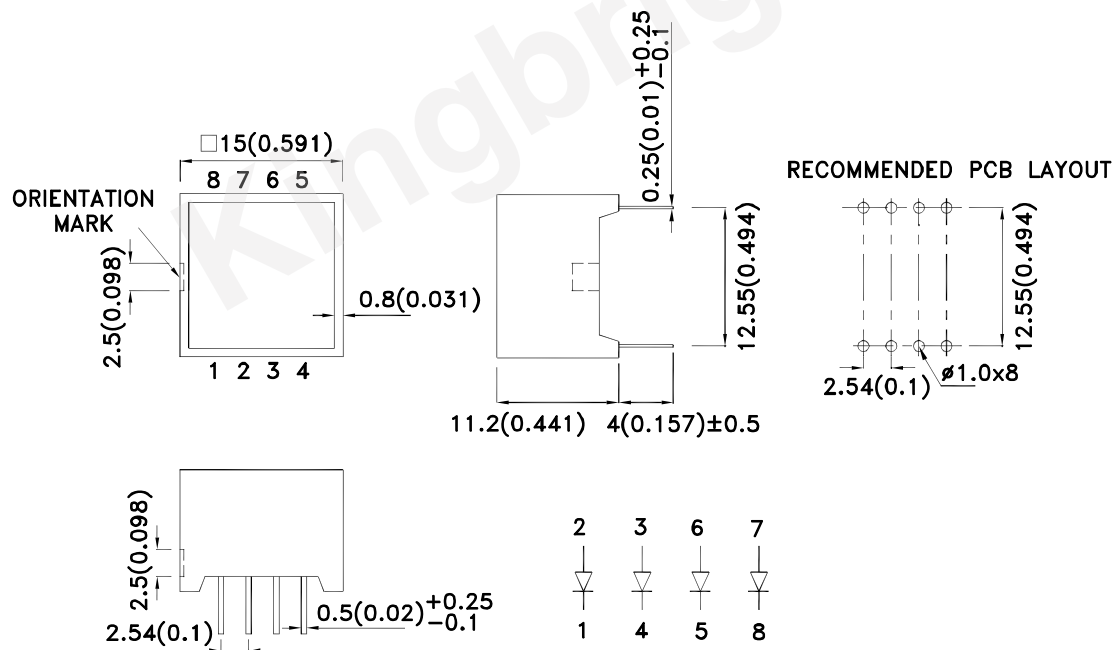 Kingbrig
□15(0.591)
8 7 6 5
ORIENTATION
MARK
2.5(0.098)
0.8(0.031)
1 2 3 4
0.25(0.01)+0.25
-0.1
12.55(0.494)
11.2(0.441) 4(0.157)±0.5
RECOMMENDED PCB LAYOUT
12.55(0.494)
2.54(0.1)
ø1.0x8
2.5(0.098)
2.54(0.1)
0.5(0.02)+0.25
-0.1
2 3 6 7
1 4 5 8